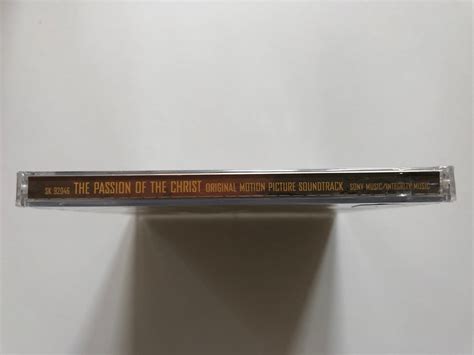 SK 92046 THE PASSION OF THE CHRIST ORIGINAL MOTION PICTURE SOUNDTRACK SONY MUSIC/INTEGRITY MUSIC